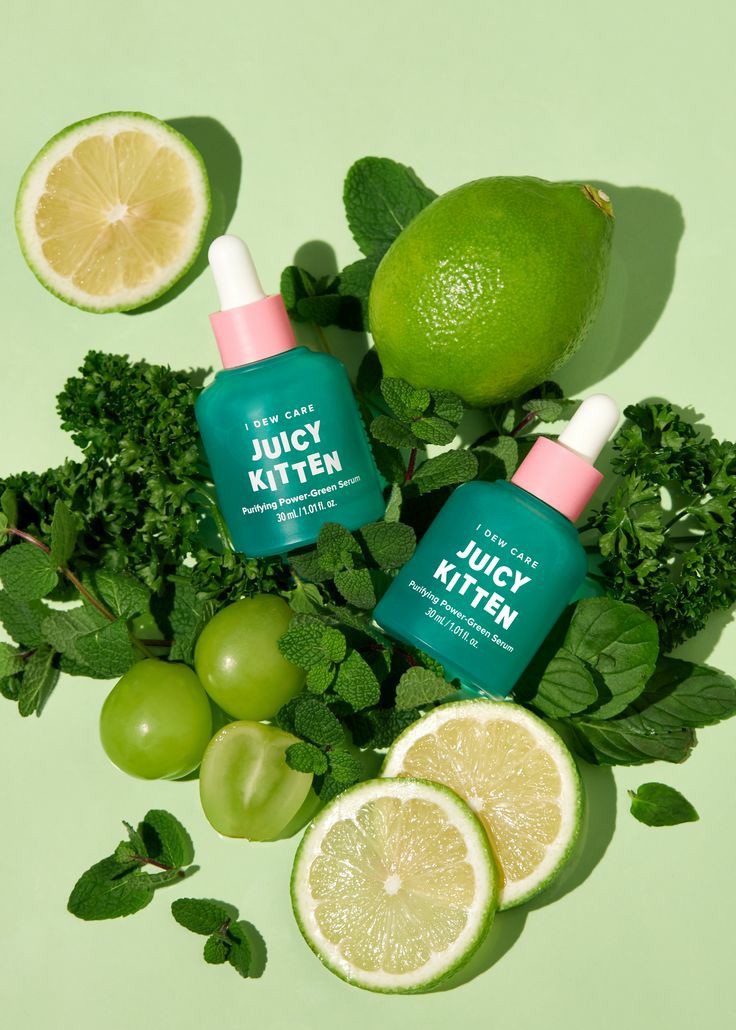 I DEW CARE
JUICY
KITTEN
Purifying Power-Green Serum
30 mL / 1.01 fl. oz.
I DEW CARE
JUICY
KITTEN
Purifying Power-Green Serum
30 mL / 1.01 fl. oz.